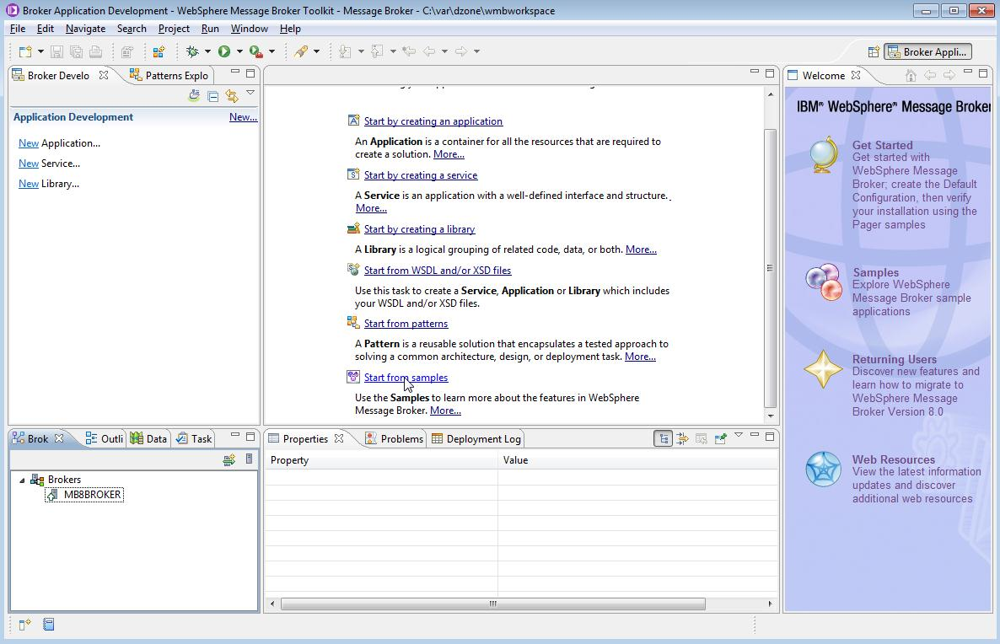 Broker Application Development - WebSphere Message Broker Toolkit - Message Broker - C:\var\dzone\wmbworkspace
File Edit Navigate Search Project Run Window Help
Broker Appli...
Broker Develo
Patterns Explo
Application Development
New...
New Application...
New Service...
New Library...
Start by creating an application
An Application is a container for all the resources that are required to
create a solution. More...
Start by creating a service
A Service is an application with a well-defined interface and structure.
More...
Start by creating a library
A Library is a logical grouping of related code, data, or both. More...
Start from WSDL and/or XSD files
Use this task to create a Service, Application or Library which includes
your WSDL and/or XSD files.
Start from patterns
A Pattern is a reusable solution that encapsulates a tested approach to
solving a common architecture, design, or deployment task. More...
Start from samples
Use the Samples to learn more about the features in WebSphere
Message Broker. More...
Welcome
IBM® WebSphere® Message Broker
Get Started
Get started with
WebSphere Message
Broker; create the Default
Configuration, then verify
your installation using the
Pager samples
Samples
Explore WebSphere
Message Broker sample
applications
Returning Users
Discover new features and
learn how to migrate to
WebSphere Message
Broker Version 8.0
Web Resources
View the latest information
updates and discover
additional web resources
Brok
Outli
Data
Task
Brokers
MB8BROKER
Properties
Problems
Deployment Log
Property
Value